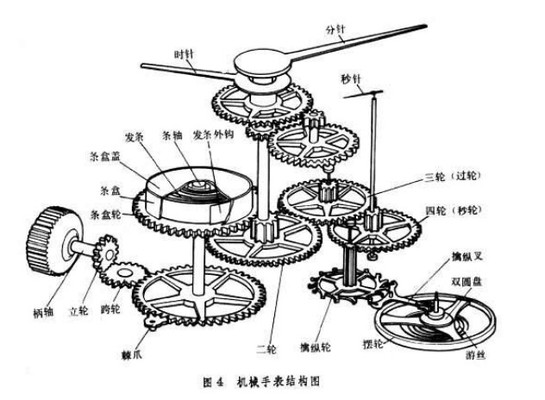 分针
时针
秒针
发条
条轴
发条外钩
条盒盖
条盒
条盒轮
三轮（过轮）
四轮（秒轮）
擒纵叉
双圆盘
柄轴
立轮
跨轮
棘爪
二轮
擒纵轮
摆轮
游丝
图4 机械手表结构图